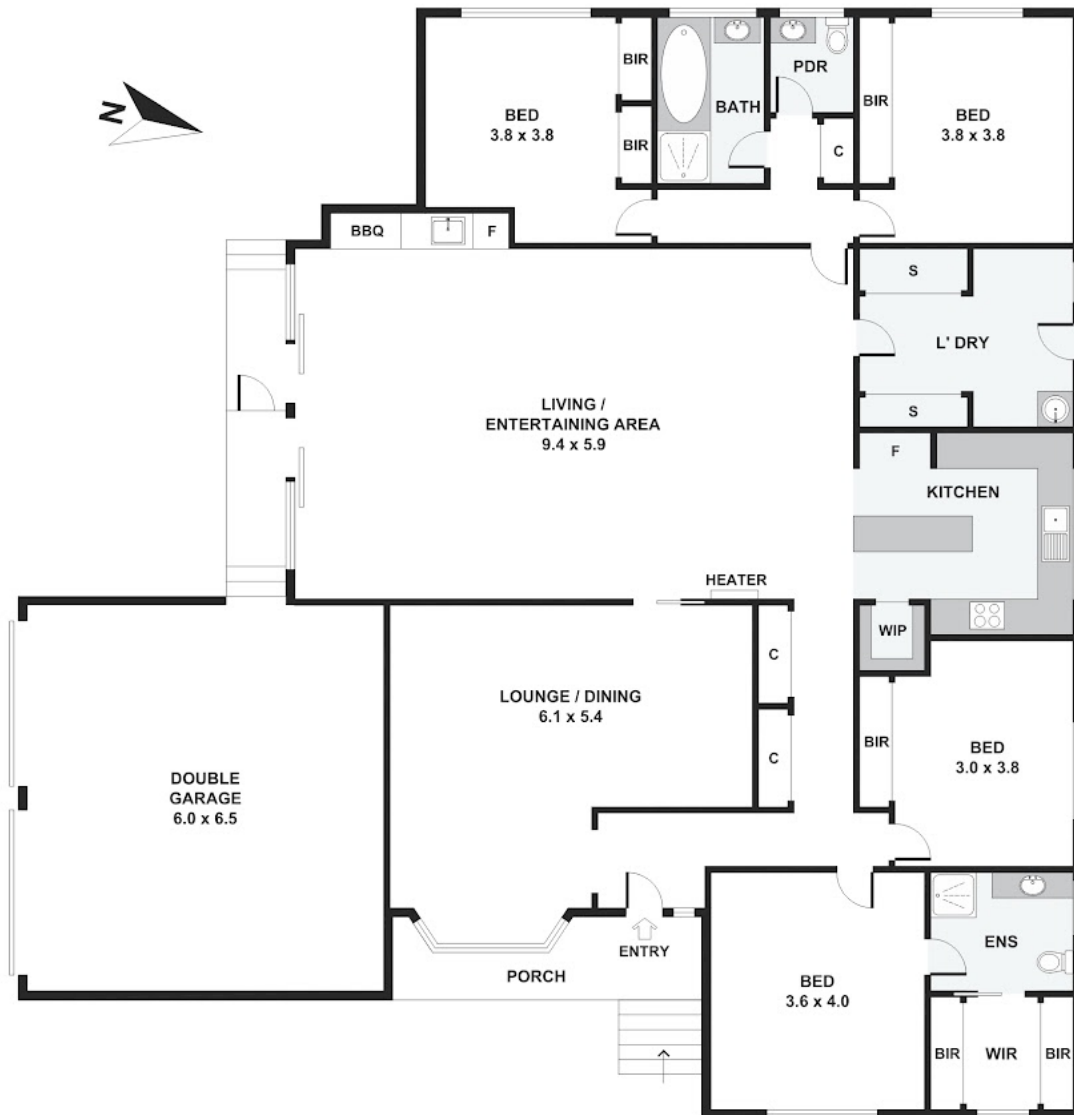 N
BED
3.8 x 3.8
BIR
BIR
BATH
PDR
C
BIR
BED
3.8 x 3.8
BBQ
F
LIVING /
ENTERTAINING AREA
9.4 x 5.9
S
L' DRY
S
F
KITCHEN
HEATER
WIP
DOUBLE
GARAGE
6.0 x 6.5
LOUNGE / DINING
6.1 x 5.4
C
C
BIR
BED
3.0 x 3.8
ENTRY
PORCH
BED
3.6 x 4.0
ENS
BIR
WIR
BIR